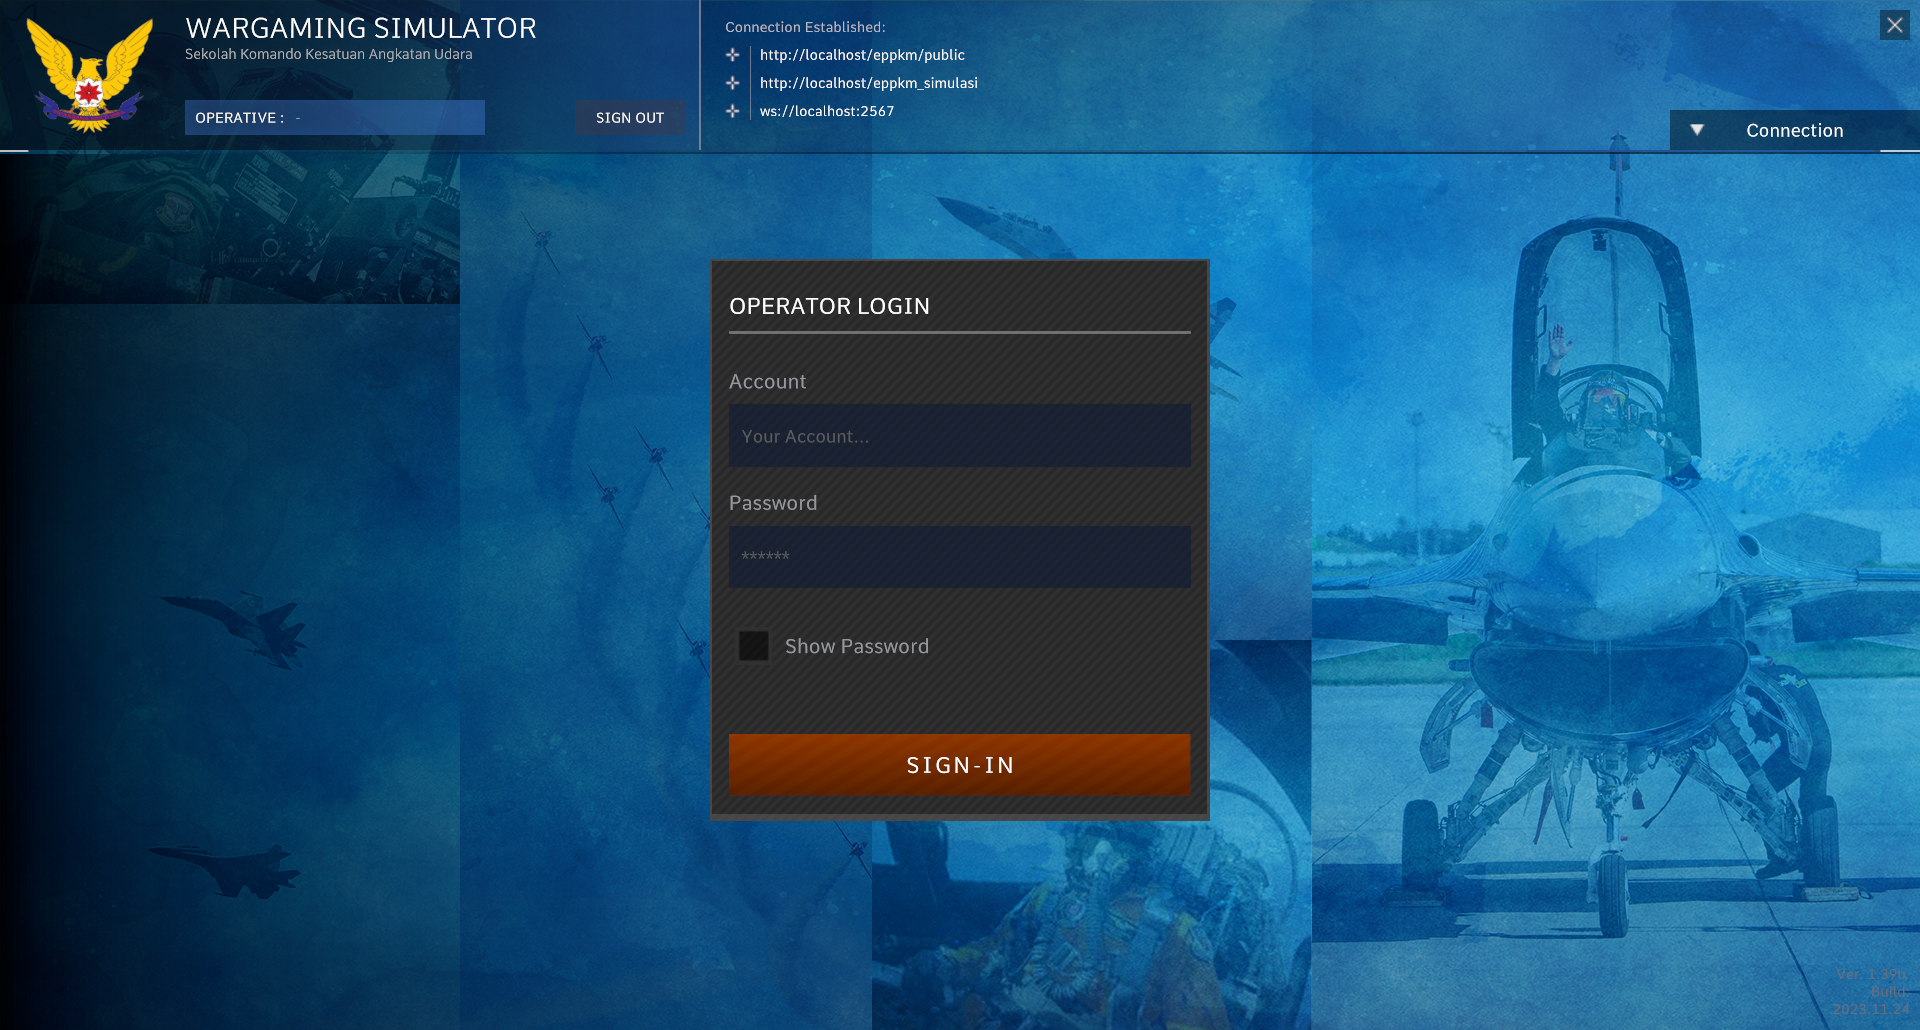 WARGAMING SIMULATOR
Sekolah Komando Kesatuan Angkatan Udara
OPERATIVE : -
SIGN OUT
Connection Established:
http://localhost/eppkm/public
http://localhost/eppkm_simulasi
ws://localhost:2567
Connection
OPERATOR LOGIN
Account
Your Account...
Password
******
Show Password
SIGN-IN
Ver. 1.39b.
Build:
2023.11.24